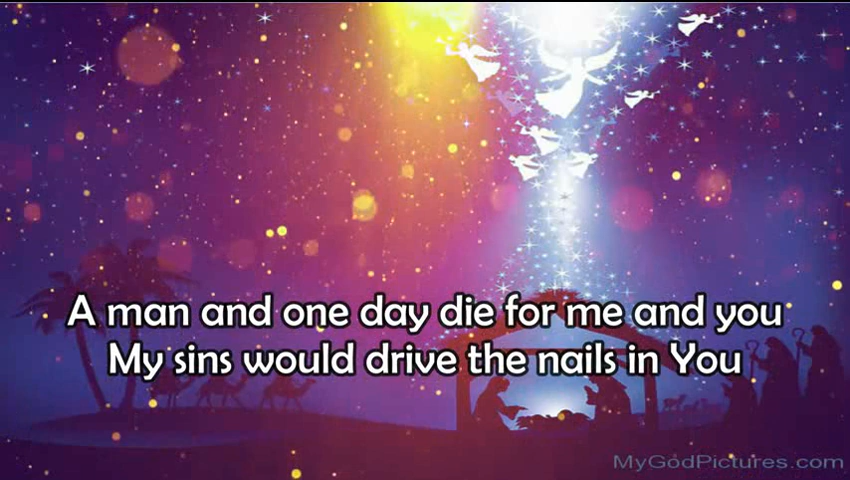 A man and one day die for me and you
My sins would drive the nails in You
MyGodPictures.com